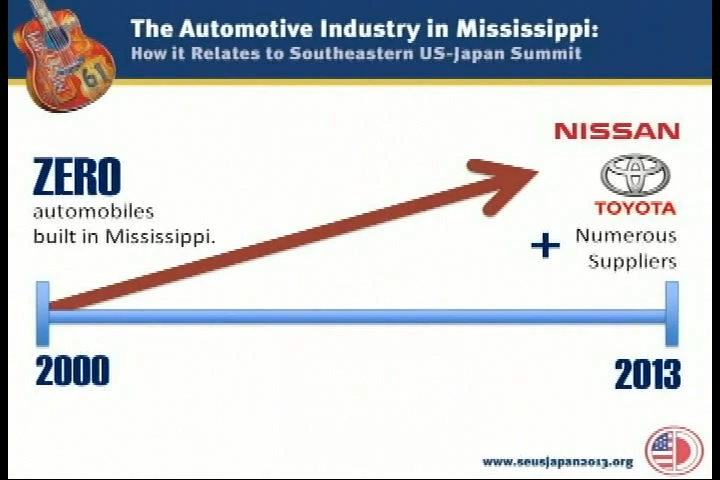 The Automotive Industry in Mississippi:
How it Relates to Southeastern US-Japan Summit
61
NISSAN
ZERO
automobiles
built in Mississippi.
TOYOTA
+ Numerous
Suppliers
2000
2013
www.seusjapan2013.org